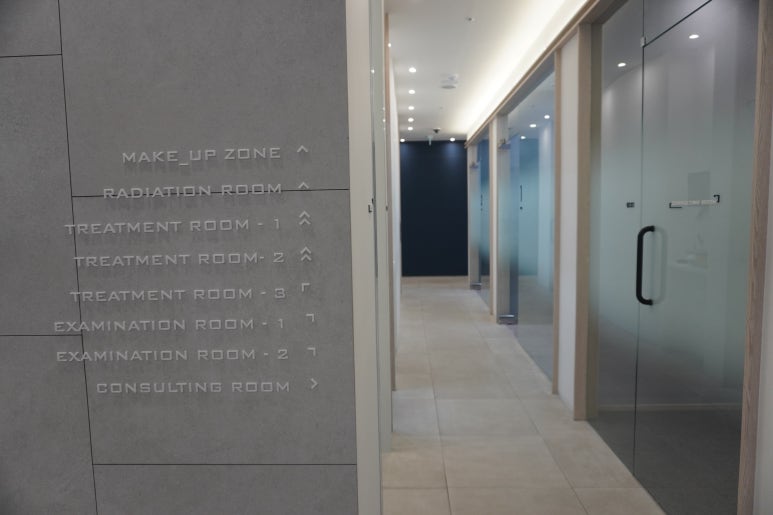 MAKE_UP ZONE
RADIATION ROOM
TREATMENT ROOM - 1
TREATMENT ROOM- 2
TREATMENT ROOM - 3
EXAMINATION ROOM - 1
EXAMINATION ROOM - 2
CONSULTING ROOM